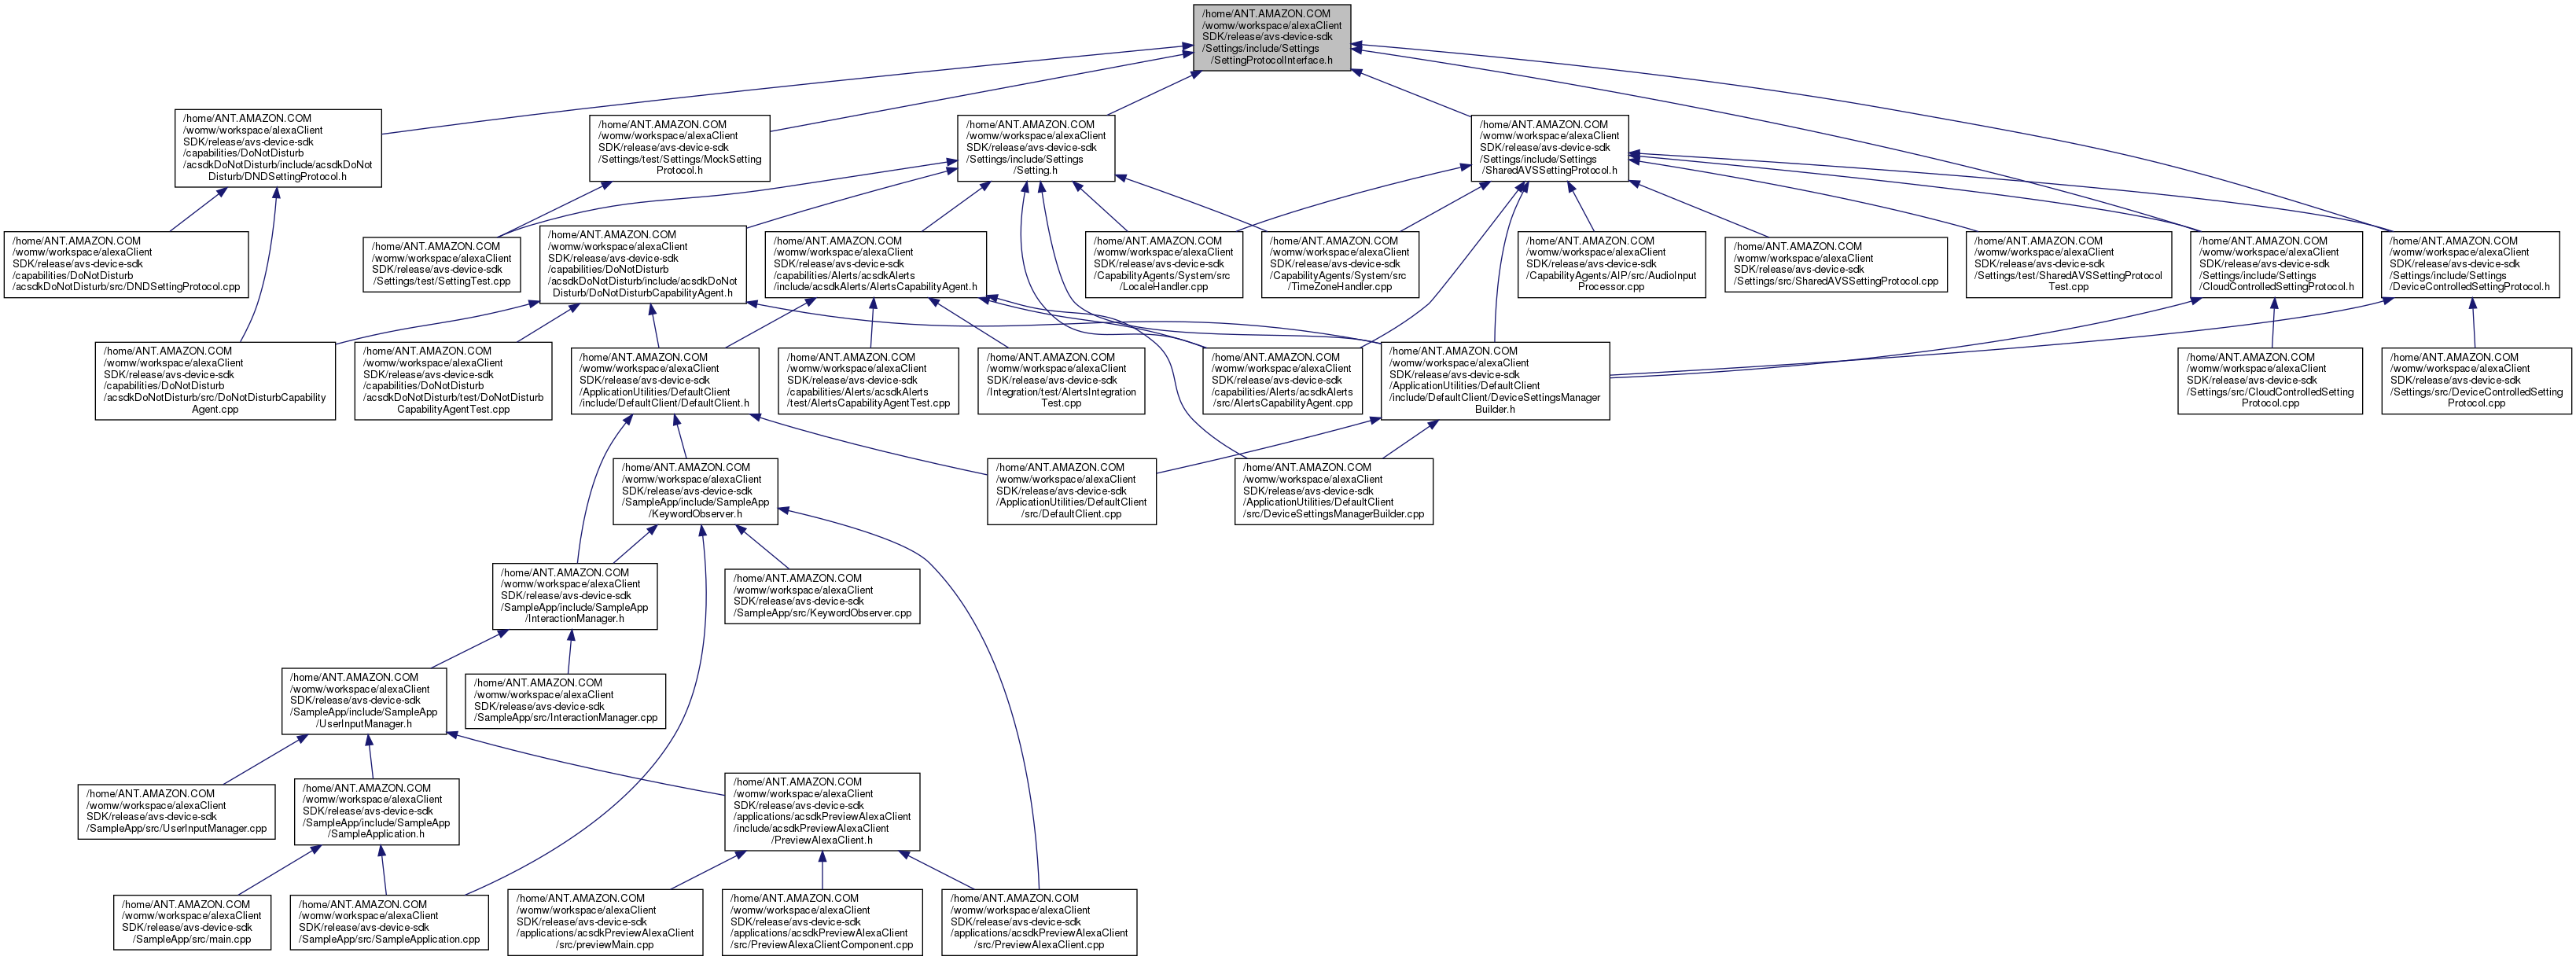 /home/ANT.AMAZON.COM
/womw/workspace/alexaClient
SDK/release/avs-device-sdk
/Settings/include/Settings
/SettingProtocolInterface.h
/home/ANT.AMAZON.COM
/womw/workspace/alexaClient
SDK/release/avs-device-sdk
/capabilities/DoNotDisturb
/acsdkDoNotDisturb/include/acsdkDoNot
Disturb/DNDSettingProtocol.h
/home/ANT.AMAZON.COM
/womw/workspace/alexaClient
SDK/release/avs-device-sdk
/Settings/test/Settings/MockSetting
Protocol.h
/home/ANT.AMAZON.COM
/womw/workspace/alexaClient
SDK/release/avs-device-sdk
/Settings/include/Settings
/Setting.h
/home/ANT.AMAZON.COM
/womw/workspace/alexaClient
SDK/release/avs-device-sdk
/Settings/include/Settings
/SharedAVSSettingProtocol.h
/home/ANT.AMAZON.COM
/womw/workspace/alexaClient
SDK/release/avs-device-sdk
/capabilities/DoNotDisturb
/acsdkDoNotDisturb/src/DNDSettingProtocol.cpp
/home/ANT.AMAZON.COM
/womw/workspace/alexaClient
SDK/release/avs-device-sdk
/Settings/test/SettingTest.cpp
/home/ANT.AMAZON.COM
/womw/workspace/alexaClient
SDK/release/avs-device-sdk
/capabilities/DoNotDisturb
/acsdkDoNotDisturb/include/acsdkDoNot
Disturb/DoNotDisturbCapabilityAgent.h
/home/ANT.AMAZON.COM
/womw/workspace/alexaClient
SDK/release/avs-device-sdk
/capabilities/Alerts/acsdkAlerts
/include/acsdkAlerts/AlertsCapabilityAgent.h
/home/ANT.AMAZON.COM
/womw/workspace/alexaClient
SDK/release/avs-device-sdk
/CapabilityAgents/System/src
/LocaleHandler.cpp
/home/ANT.AMAZON.COM
/womw/workspace/alexaClient
SDK/release/avs-device-sdk
/CapabilityAgents/System/src
/TimeZoneHandler.cpp
/home/ANT.AMAZON.COM
/womw/workspace/alexaClient
SDK/release/avs-device-sdk
/CapabilityAgents/AIP/src/AudioInput
Processor.cpp
/home/ANT.AMAZON.COM
/womw/workspace/alexaClient
SDK/release/avs-device-sdk
/Settings/src/SharedAVSSettingProtocol.cpp
/home/ANT.AMAZON.COM
/womw/workspace/alexaClient
SDK/release/avs-device-sdk
/Settings/test/SharedAVSSettingProtocol
Test.cpp
/home/ANT.AMAZON.COM
/womw/workspace/alexaClient
SDK/release/avs-device-sdk
/Settings/include/Settings
/CloudControlledSettingProtocol.h
/home/ANT.AMAZON.COM
/womw/workspace/alexaClient
SDK/release/avs-device-sdk
/Settings/include/Settings
/DeviceControlledSettingProtocol.h
/home/ANT.AMAZON.COM
/womw/workspace/alexaClient
SDK/release/avs-device-sdk
/capabilities/DoNotDisturb
/acsdkDoNotDisturb/src/DoNotDisturbCapability
Agent.cpp
/home/ANT.AMAZON.COM
/womw/workspace/alexaClient
SDK/release/avs-device-sdk
/capabilities/DoNotDisturb
/acsdkDoNotDisturb/test/DoNotDisturb
CapabilityAgentTest.cpp
/home/ANT.AMAZON.COM
/womw/workspace/alexaClient
SDK/release/avs-device-sdk
/ApplicationUtilities/DefaultClient
/include/DefaultClient/DefaultClient.h
/home/ANT.AMAZON.COM
/womw/workspace/alexaClient
SDK/release/avs-device-sdk
/capabilities/Alerts/acsdkAlerts
/test/AlertsCapabilityAgentTest.cpp
/home/ANT.AMAZON.COM
/womw/workspace/alexaClient
SDK/release/avs-device-sdk
/Integration/test/AlertsIntegration
Test.cpp
/home/ANT.AMAZON.COM
/womw/workspace/alexaClient
SDK/release/avs-device-sdk
/capabilities/Alerts/acsdkAlerts
/src/AlertsCapabilityAgent.cpp
/home/ANT.AMAZON.COM
/womw/workspace/alexaClient
SDK/release/avs-device-sdk
/ApplicationUtilities/DefaultClient
/include/DefaultClient/DeviceSettingsManager
Builder.h
/home/ANT.AMAZON.COM
/womw/workspace/alexaClient
SDK/release/avs-device-sdk
/Settings/src/CloudControlledSetting
Protocol.cpp
/home/ANT.AMAZON.COM
/womw/workspace/alexaClient
SDK/release/avs-device-sdk
/Settings/src/DeviceControlledSetting
Protocol.cpp
/home/ANT.AMAZON.COM
/womw/workspace/alexaClient
SDK/release/avs-device-sdk
/SampleApp/include/SampleApp
/KeywordObserver.h
/home/ANT.AMAZON.COM
/womw/workspace/alexaClient
SDK/release/avs-device-sdk
/ApplicationUtilities/DefaultClient
/src/DefaultClient.cpp
/home/ANT.AMAZON.COM
/womw/workspace/alexaClient
SDK/release/avs-device-sdk
/ApplicationUtilities/DefaultClient
/src/DeviceSettingsManagerBuilder.cpp
/home/ANT.AMAZON.COM
/womw/workspace/alexaClient
SDK/release/avs-device-sdk
/SampleApp/include/SampleApp
/InteractionManager.h
/home/ANT.AMAZON.COM
/womw/workspace/alexaClient
SDK/release/avs-device-sdk
/SampleApp/src/KeywordObserver.cpp
/home/ANT.AMAZON.COM
/womw/workspace/alexaClient
SDK/release/avs-device-sdk
/SampleApp/include/SampleApp
/UserInputManager.h
/home/ANT.AMAZON.COM
/womw/workspace/alexaClient
SDK/release/avs-device-sdk
/SampleApp/src/InteractionManager.cpp
/home/ANT.AMAZON.COM
/womw/workspace/alexaClient
SDK/release/avs-device-sdk
/SampleApp/src/UserInputManager.cpp
/home/ANT.AMAZON.COM
/womw/workspace/alexaClient
SDK/release/avs-device-sdk
/SampleApp/include/SampleApp
/SampleApplication.h
/home/ANT.AMAZON.COM
/womw/workspace/alexaClient
SDK/release/avs-device-sdk
/applications/acsdkPreviewAlexaClient
/include/acsdkPreviewAlexaClient
/PreviewAlexaClient.h
/home/ANT.AMAZON.COM
/womw/workspace/alexaClient
SDK/release/avs-device-sdk
/SampleApp/src/main.cpp
/home/ANT.AMAZON.COM
/womw/workspace/alexaClient
SDK/release/avs-device-sdk
/SampleApp/src/SampleApplication.cpp
/home/ANT.AMAZON.COM
/womw/workspace/alexaClient
SDK/release/avs-device-sdk
/applications/acsdkPreviewAlexaClient
/src/previewMain.cpp
/home/ANT.AMAZON.COM
/womw/workspace/alexaClient
SDK/release/avs-device-sdk
/applications/acsdkPreviewAlexaClient
/src/PreviewAlexaClientComponent.cpp
/home/ANT.AMAZON.COM
/womw/workspace/alexaClient
SDK/release/avs-device-sdk
/applications/acsdkPreviewAlexaClient
/src/PreviewAlexaClient.cpp